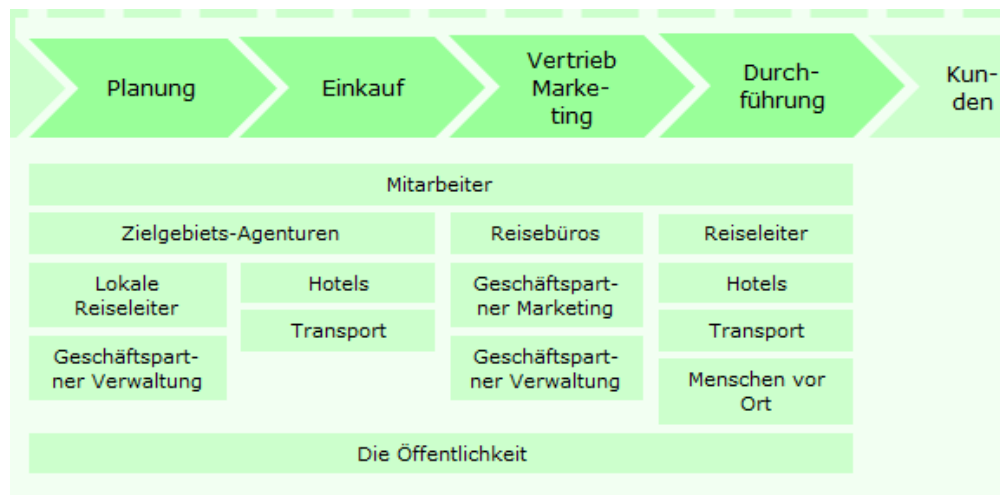 Planung
Einkauf
Vertrieb
Marke-
ting
Durch-
führung
Kun-
den
Mitarbeiter
Zielgebiets-Agenturen
Reisebüros
Reiseleiter
Lokale
Reiseleiter
Hotels
Geschäftspart-
ner Marketing
Hotels
Transport
Transport
Geschäftspart-
ner Verwaltung
Geschäftspart-
ner Verwaltung
Menschen vor
Ort
Die Öffentlichkeit